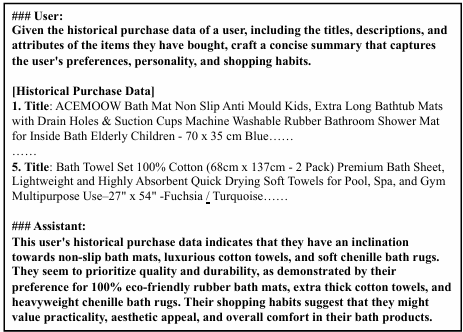 ### User:
Given the historical purchase data of a user, including the titles, descriptions, and
attributes of the items they have bought, craft a concise summary that captures
the user's preferences, personality, and shopping habits.
[Historical Purchase Data]
1. Title: ACEMOOW Bath Mat Non Slip Anti Mould Kids, Extra Long Bathtub Mats
with Drain Holes & Suction Cups Machine Washable Rubber Bathroom Shower Mat
for Inside Bath Elderly Children - 70 x 35 cm Blue……
……
5. Title: Bath Towel Set 100% Cotton (68cm x 137cm - 2 Pack) Premium Bath Sheet,
Lightweight and Highly Absorbent Quick Drying Soft Towels for Pool, Spa, and Gym
Multipurpose Use–27" x 54" -Fuchsia / Turquoise……
### Assistant:
This user's historical purchase data indicates that they have an inclination
towards non-slip bath mats, luxurious cotton towels, and soft chenille bath rugs.
They seem to prioritize quality and durability, as demonstrated by their
preference for 100% eco-friendly rubber bath mats, extra thick cotton towels, and
heavyweight chenille bath rugs. Their shopping habits suggest that they might
value practicality, aesthetic appeal, and overall comfort in their bath products.